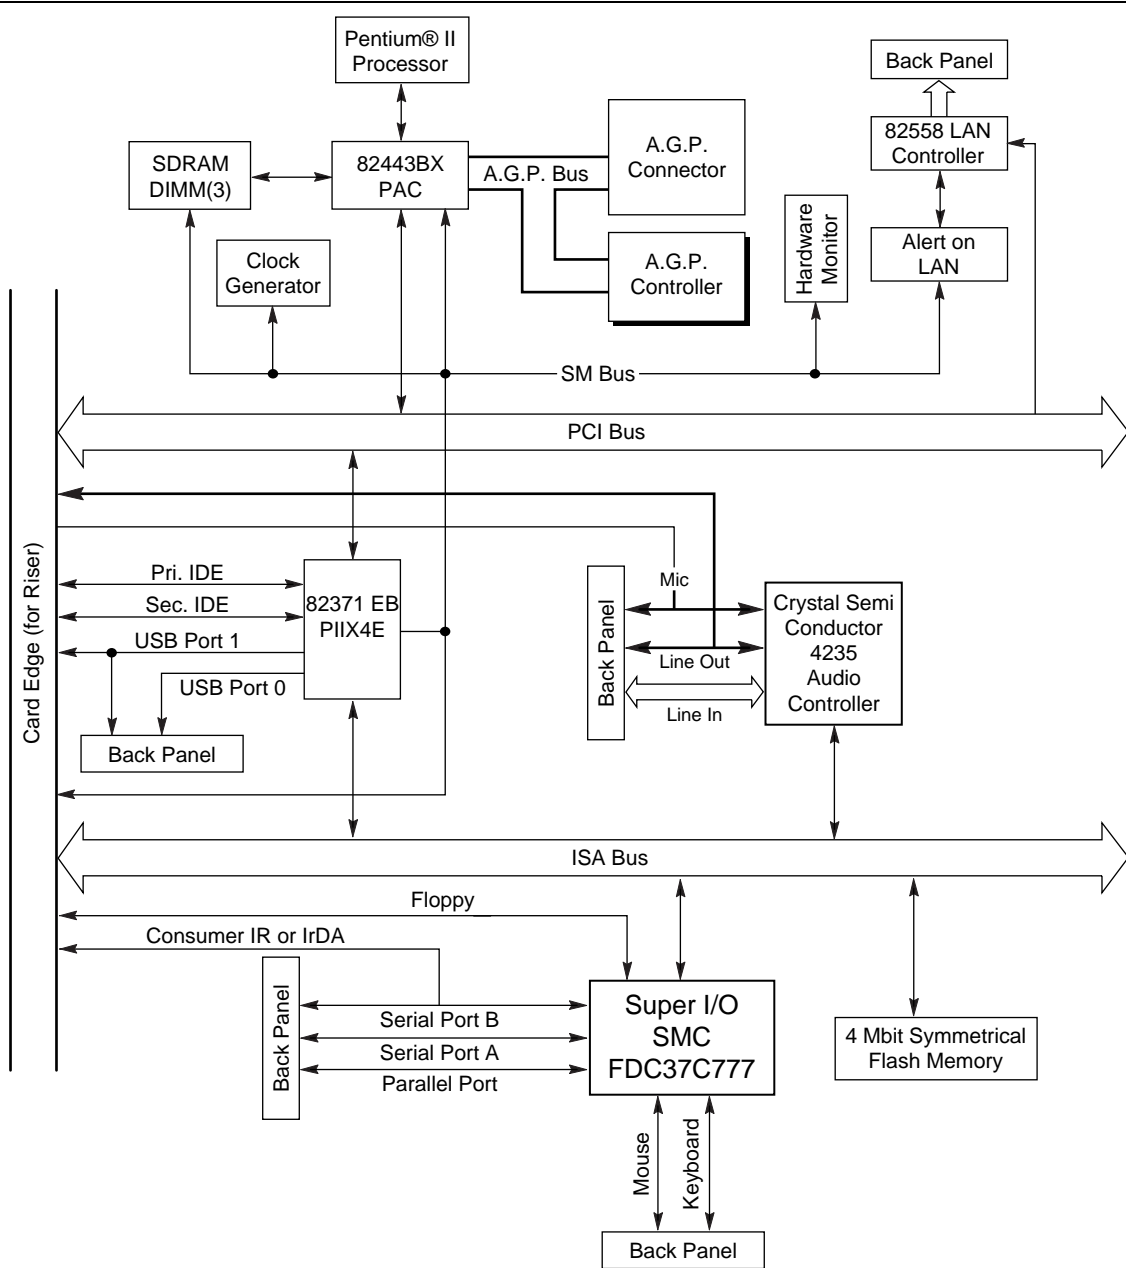 Pentium® II
Processor
Back Panel
SDRAM
DIMM(3)
82443BX
PAC
A.G.P. Bus
A.G.P.
Connector
82558 LAN
Controller
Clock
Generator
A.G.P.
Controller
Hardware
Monitor
Alert on
LAN
SM Bus
PCI Bus
Card Edge (for Riser)
Pri. IDE
Sec. IDE
USB Port 1
USB Port 0
82371 EB
PIIX4E
Back Panel
Back Panel
Mic
Line Out
Line In
Crystal Semi
Conductor
4235
Audio
Controller
ISA Bus
Floppy
Consumer IR or IrDA
Back Panel
Serial Port B
Serial Port A
Parallel Port
Super I/O
SMC
FDC37C777
4 Mbit Symmetrical
Flash Memory
Mouse
Keyboard
Back Panel